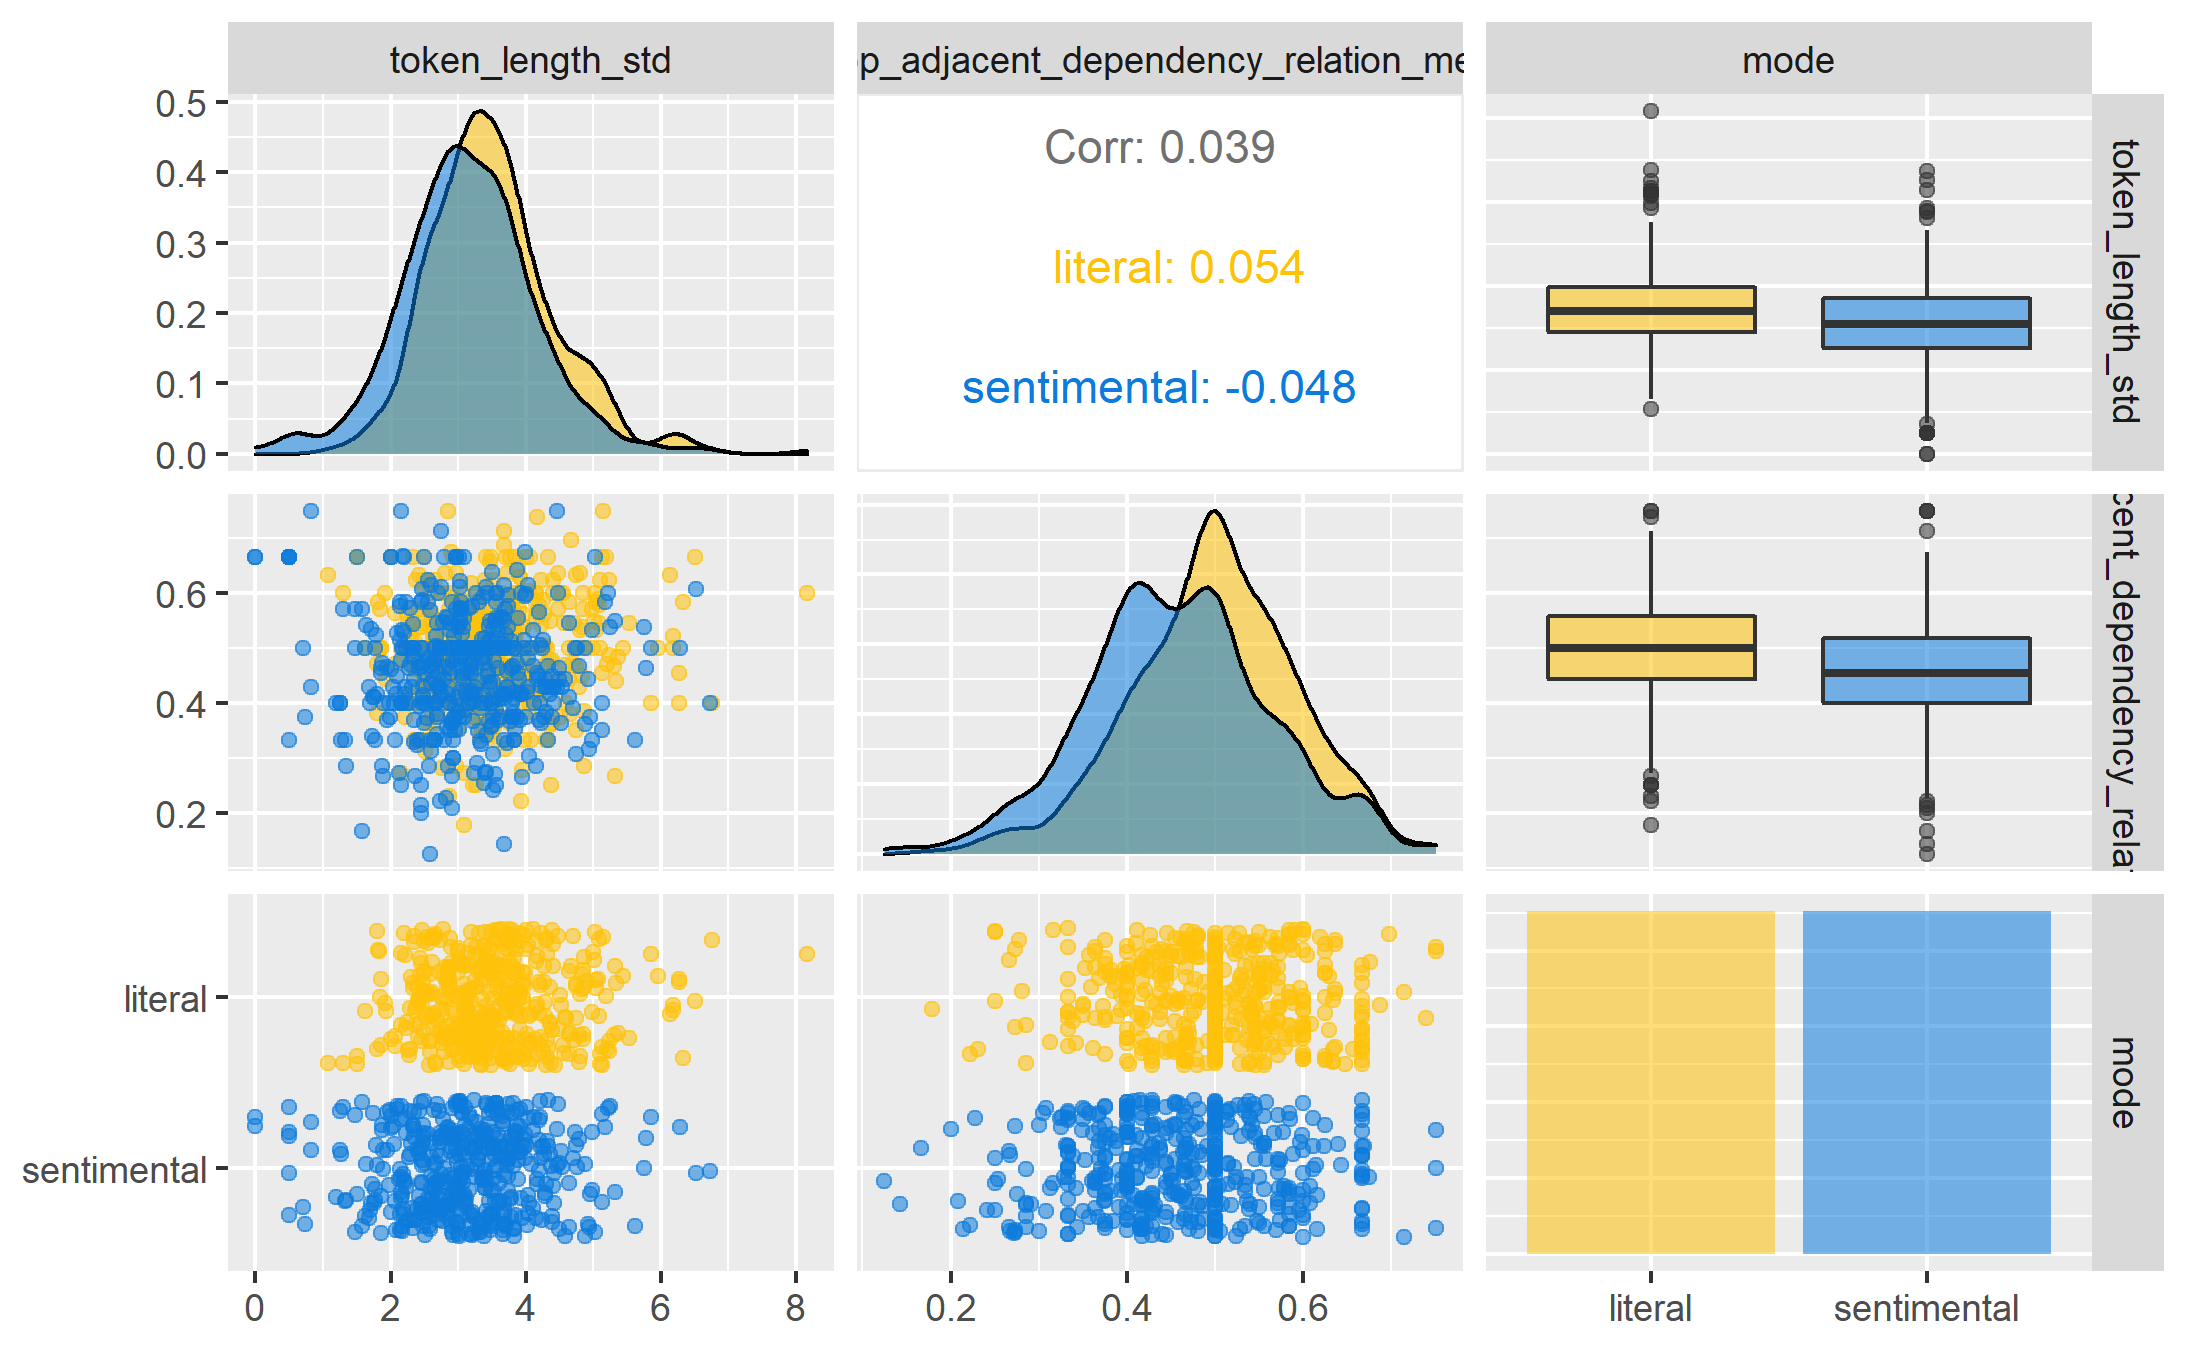 token_length_std
op_adjacent_dependency_relation_me
mode
0.5
0.4
0.3
0.2
0.1
0.0
Corr: 0.039
literal: 0.054
sentimental: -0.048
token_length_std
0.6
0.4
0.2
cent_dependency_rela
literal
sentimental
mode
0
2
4
6
8
0.2
0.4
0.6
literal
sentimental